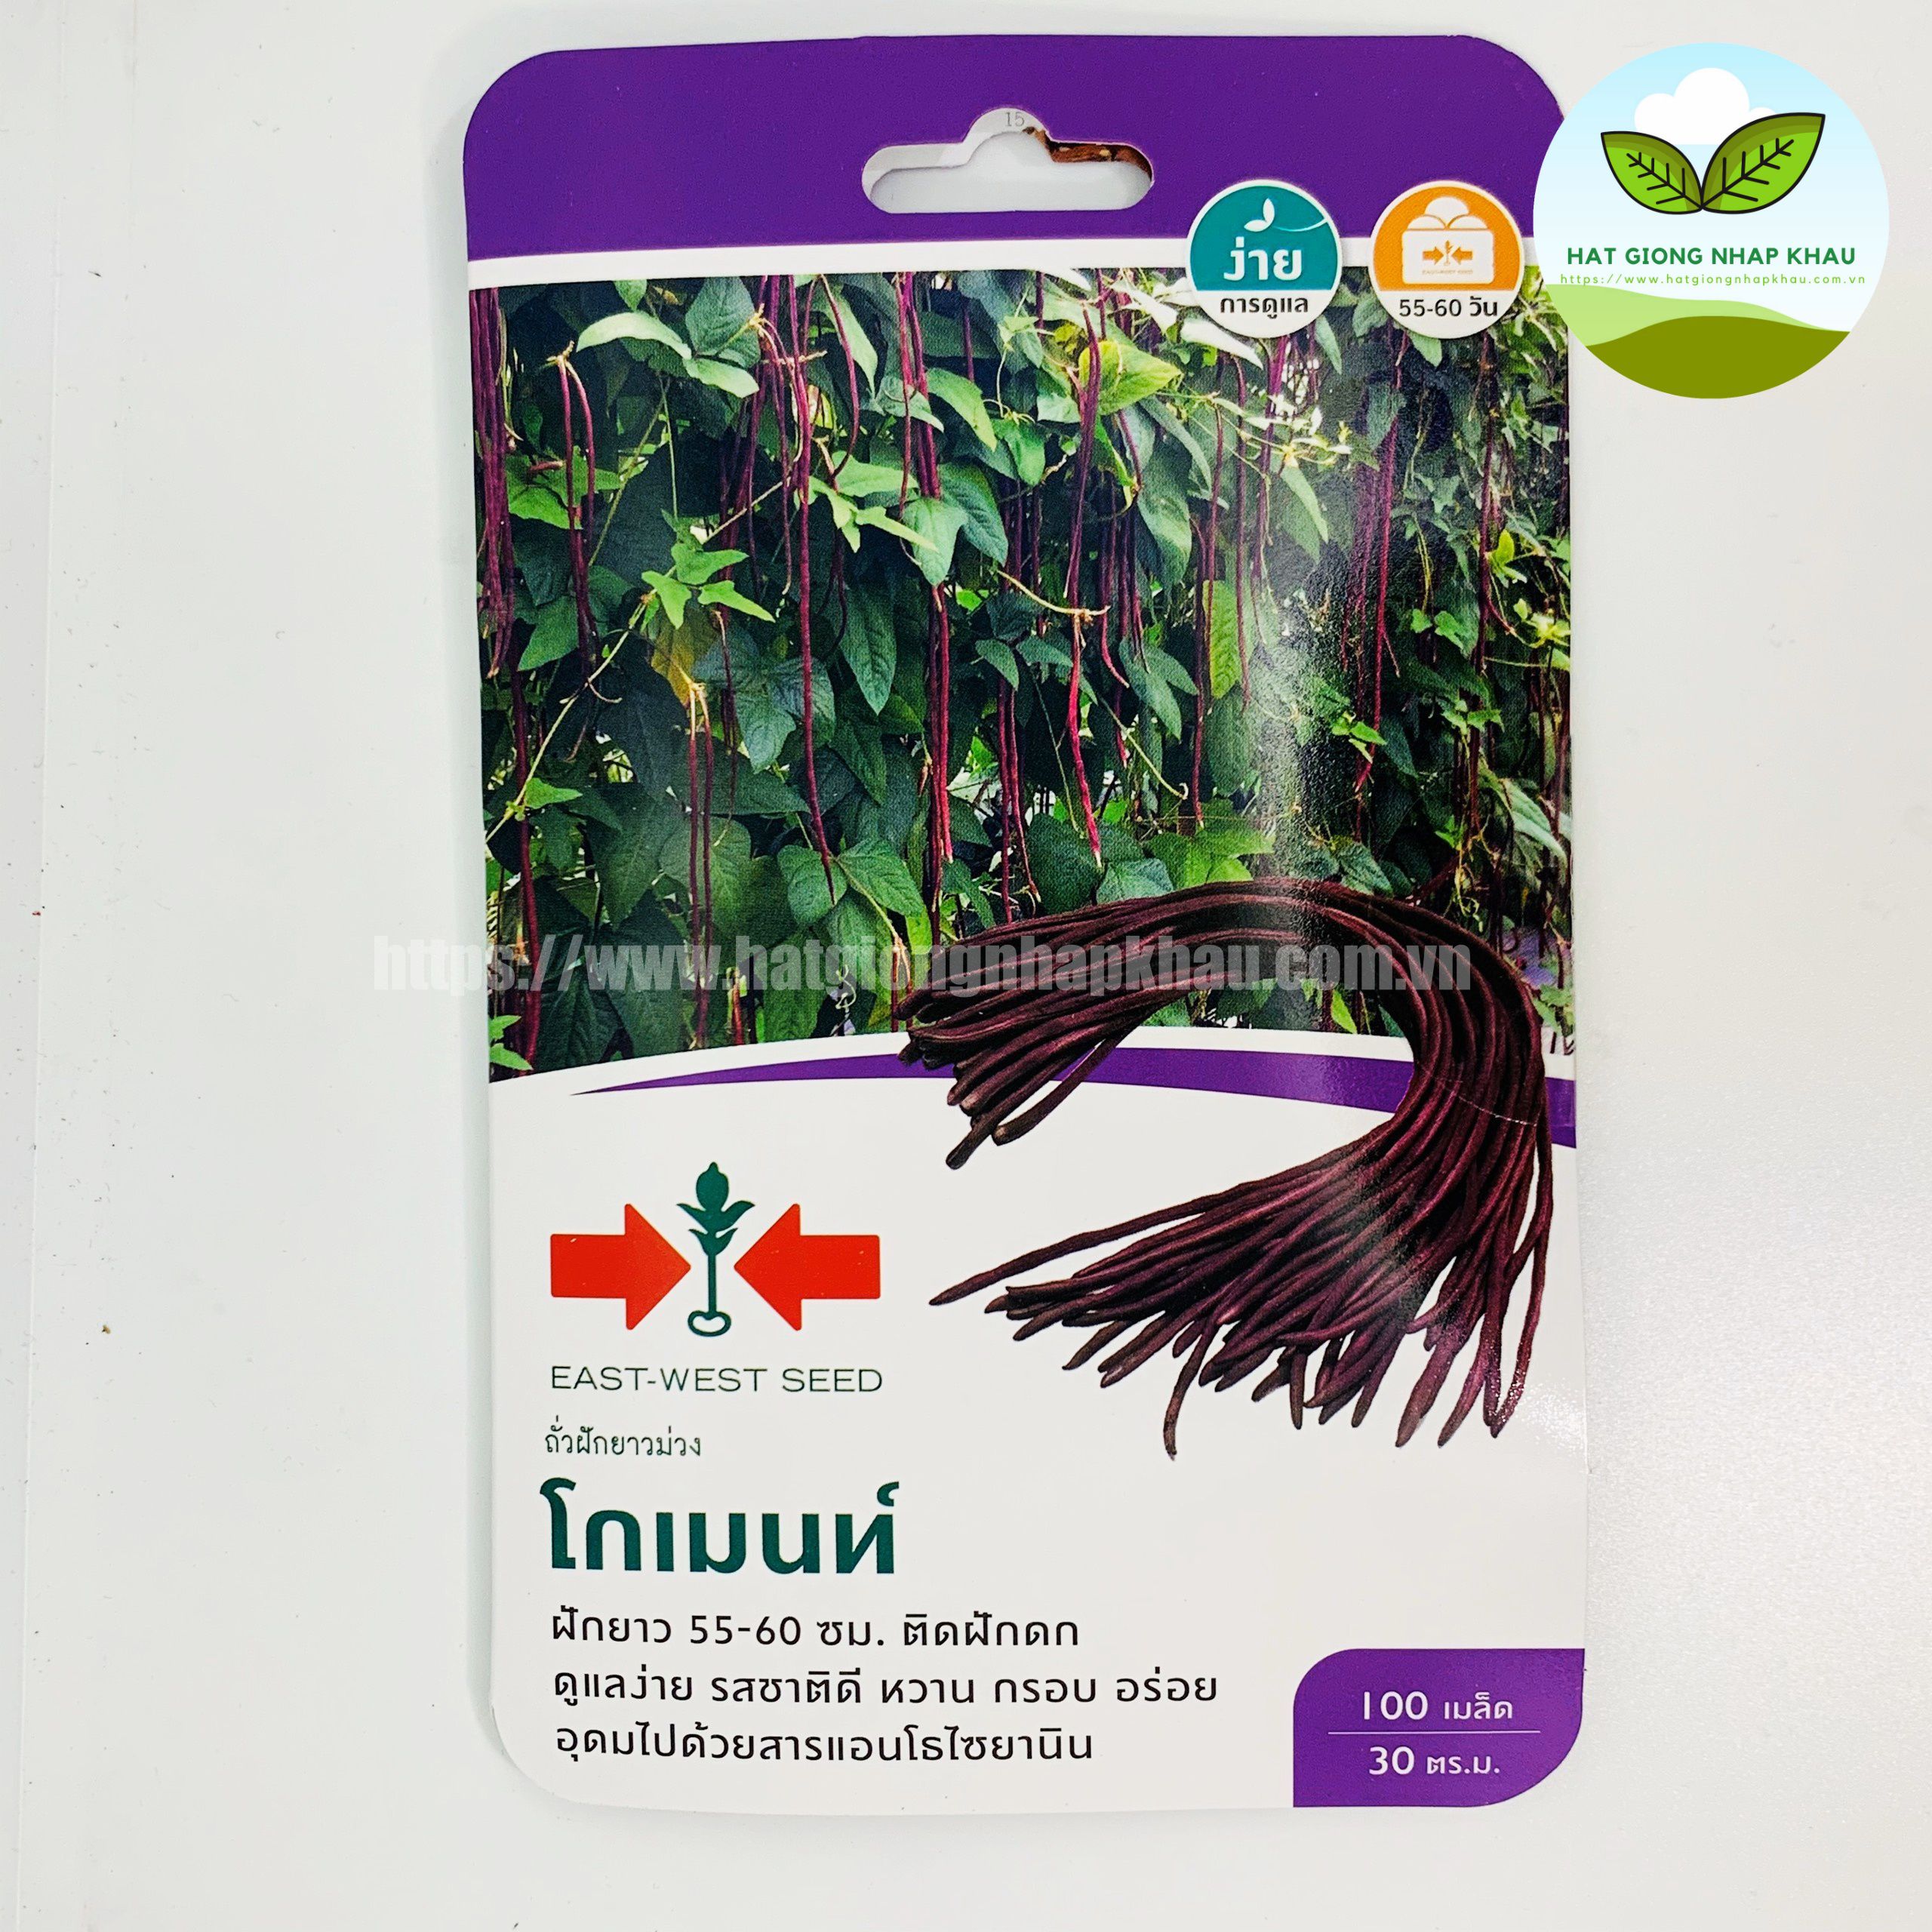 15
ง่าย
การดูแล
EAST-WEST SEED
55-60 วัน
HAT GIONG NHAP KHAU
https://www.hatgiongnhapkhau.com.vn
https://www.hatgiongnhapkhau.com.vn
EAST-WEST SEED
ถั่วฝักยาวม่วง
โกเมนท์
ฝักยาว 55-60 ซม. ติดฝักดก
ดูแลง่าย รสชาติดี หวาน กรอบ อร่อย
อุดมไปด้วยสารแอนโธไซยานิน
100 เมล็ด
30 ตร.ม.